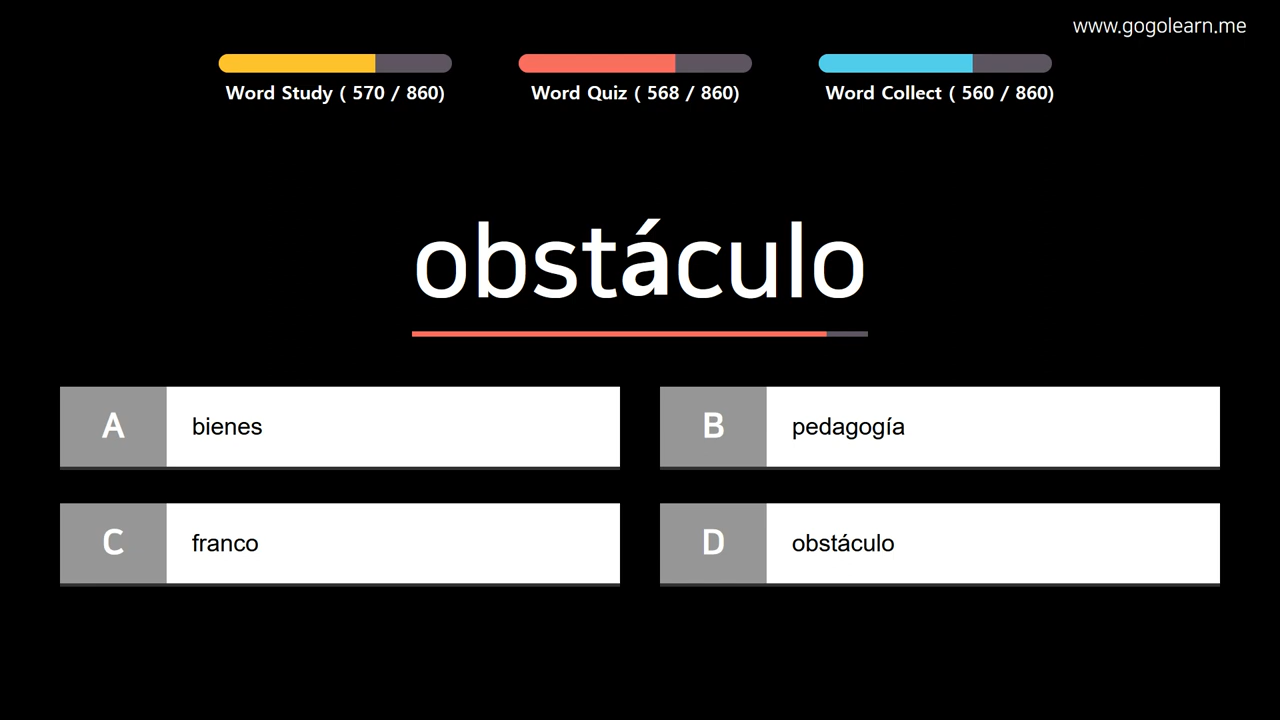 www.gogolearn.me
Word Study ( 570 / 860)
Word Quiz ( 568 / 860)
Word Collect ( 560 / 860)
obstáculo
A bienes
B pedagogía
C franco
D obstáculo